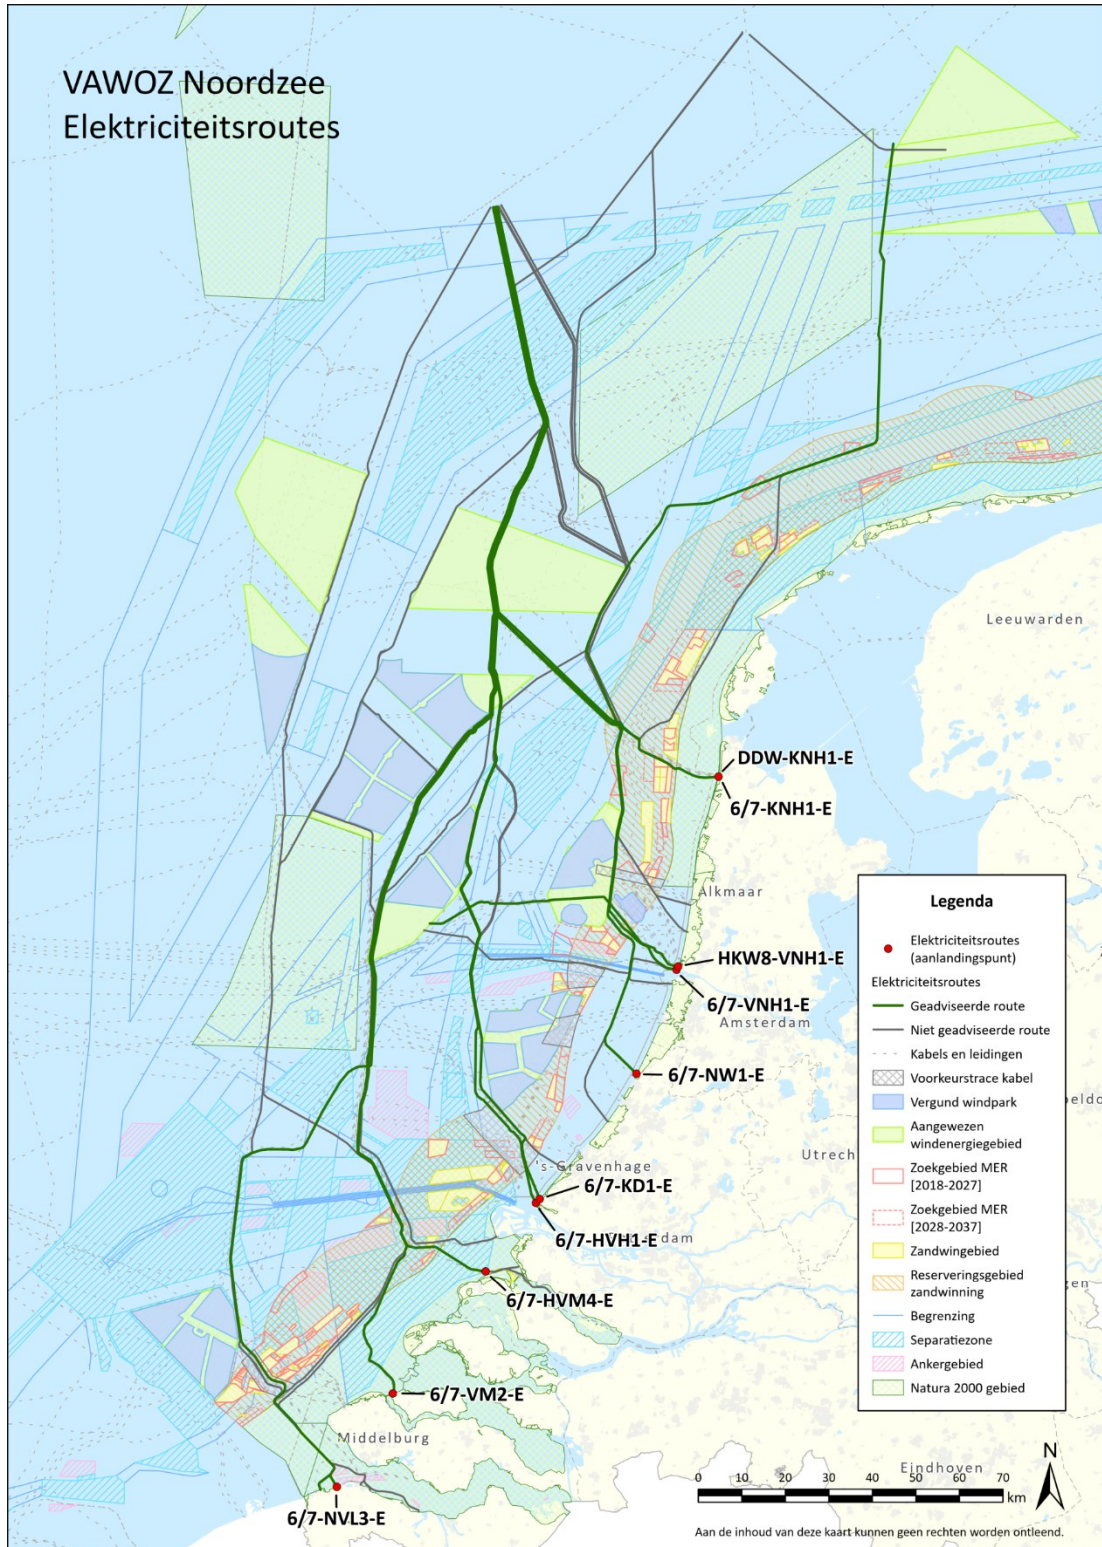 VAWOZ Noordzee
Elektriciteitsroutes
Leeuwarden
DDW-KNH1-E
6/7-KNH1-E
Alkmaar
HKW8-VNH1-E
6/7-VNH1-E
Amsterdam
6/7-NW1-E
's-Gravenhage
6/7-KD1-E
6/7-HVH1-E
6/7-HVM4-E
6/7-VM2-E
Middelburg
6/7-NVL3-E
Eindhoven
Legenda
Elektriciteitsroutes
(aanlandingspunt)
Elektriciteitsroutes
Geadviseerde route
Niet geadviseerde route
Kabels en leidingen
Voorkeurstrace kabel
Vergund windpark
Aangewezen
windenergiegebied
Zoekgebied MER
[2018-2027]
Zoekgebied MER
[2028-2037]
Zandwingebied
Reserveringsgebied
zandwinning
Begrenzing
Separatiezone
Ankergebied
Natura 2000 gebied
N
0 10 20 30 40 50 60 70
km
Aan de inhoud van deze kaart kunnen geen rechten worden ontleend.